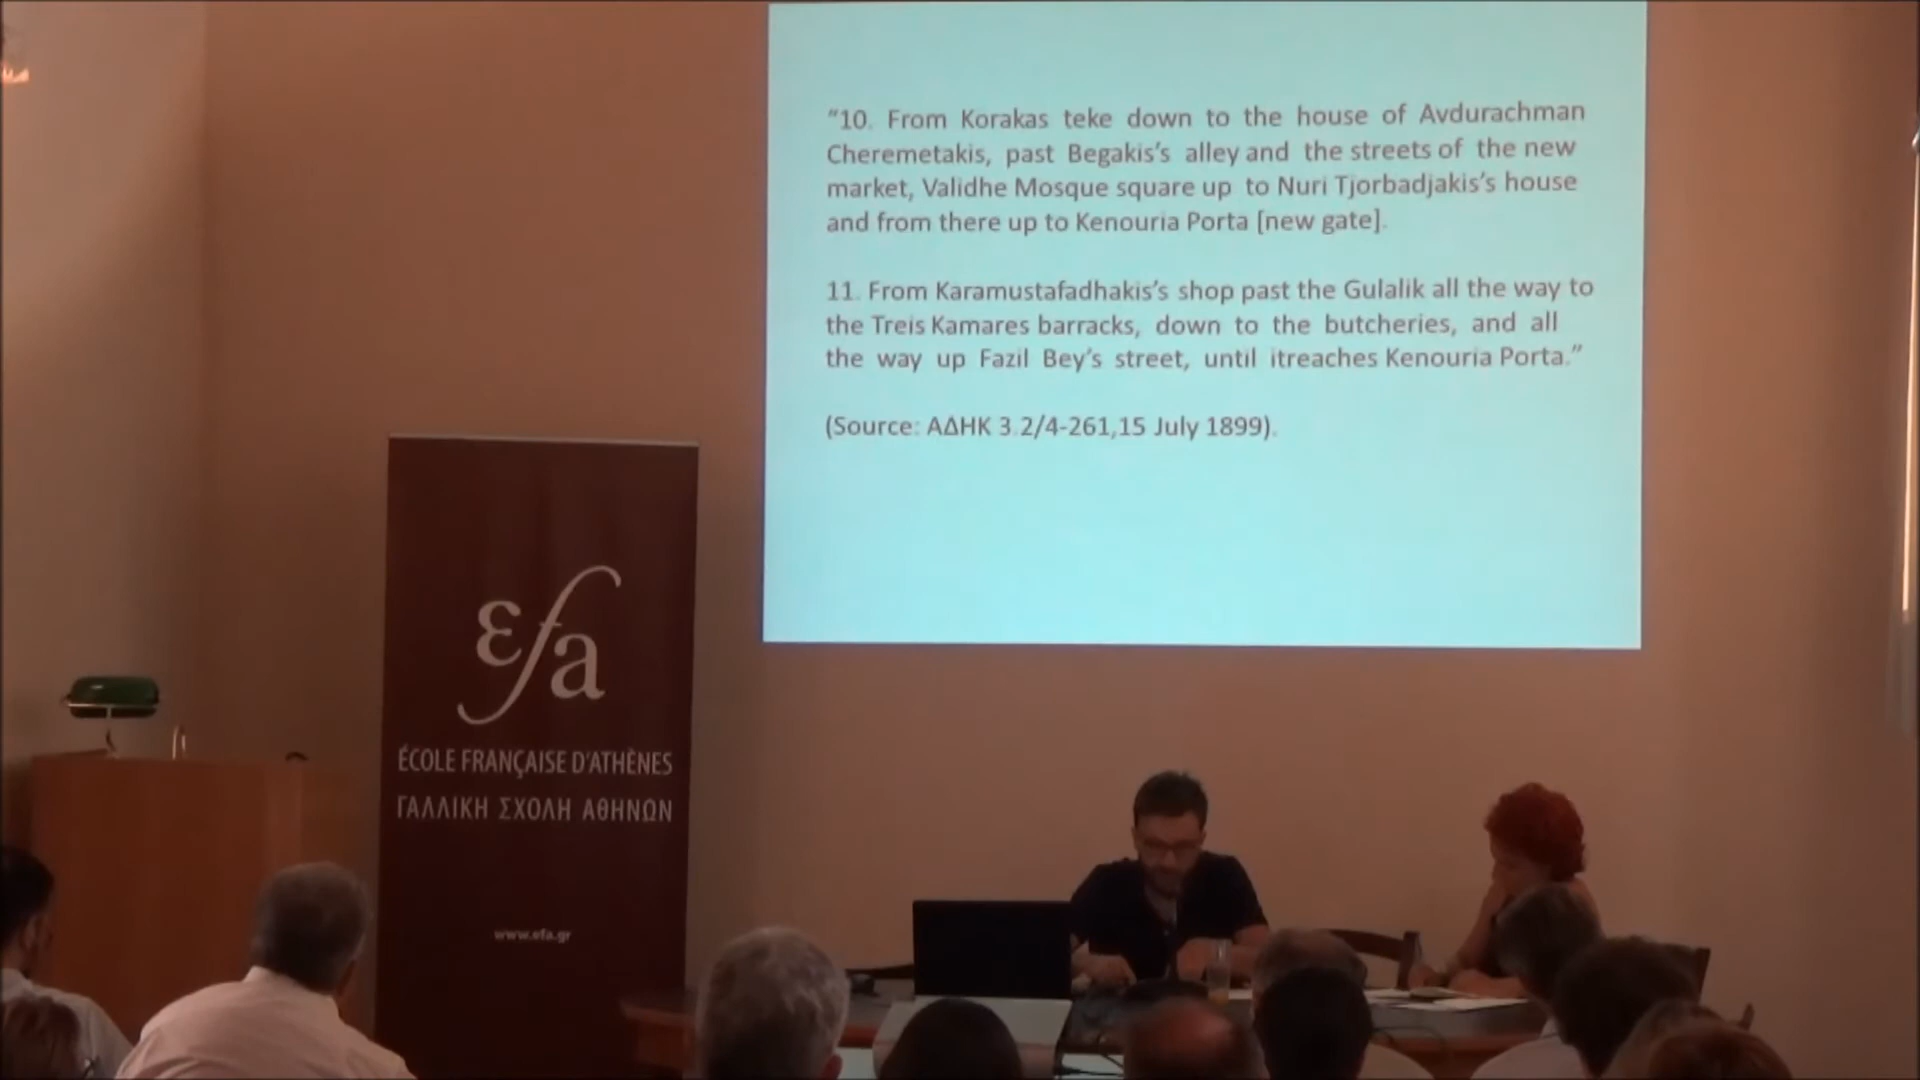 “10. From Korakas teke down to the house of Avdurachman
Cheremetakis, past Begakis’s alley and the streets of the new
market, Validhe Mosque square up to Nuri Tjorbadjakis’s house
and from there up to Kenouria Porta [new gate].
11. From Karamustafadhakis’s shop past the Gulalik all the way to
the Treis Kamares barracks, down to the butcheries, and all
the way up Fazil Bey’s street, until itreaches Kenouria Porta.”
(Source: ΑΔΗΚ 3.2/4-261,15 July 1899).
εfa
ÉCOLE FRANÇAISE D’ATHÈNES
ΓΑΛΛΙΚΗ ΣΧΟΛΗ ΑΘΗΝΩΝ
www.efa.gr